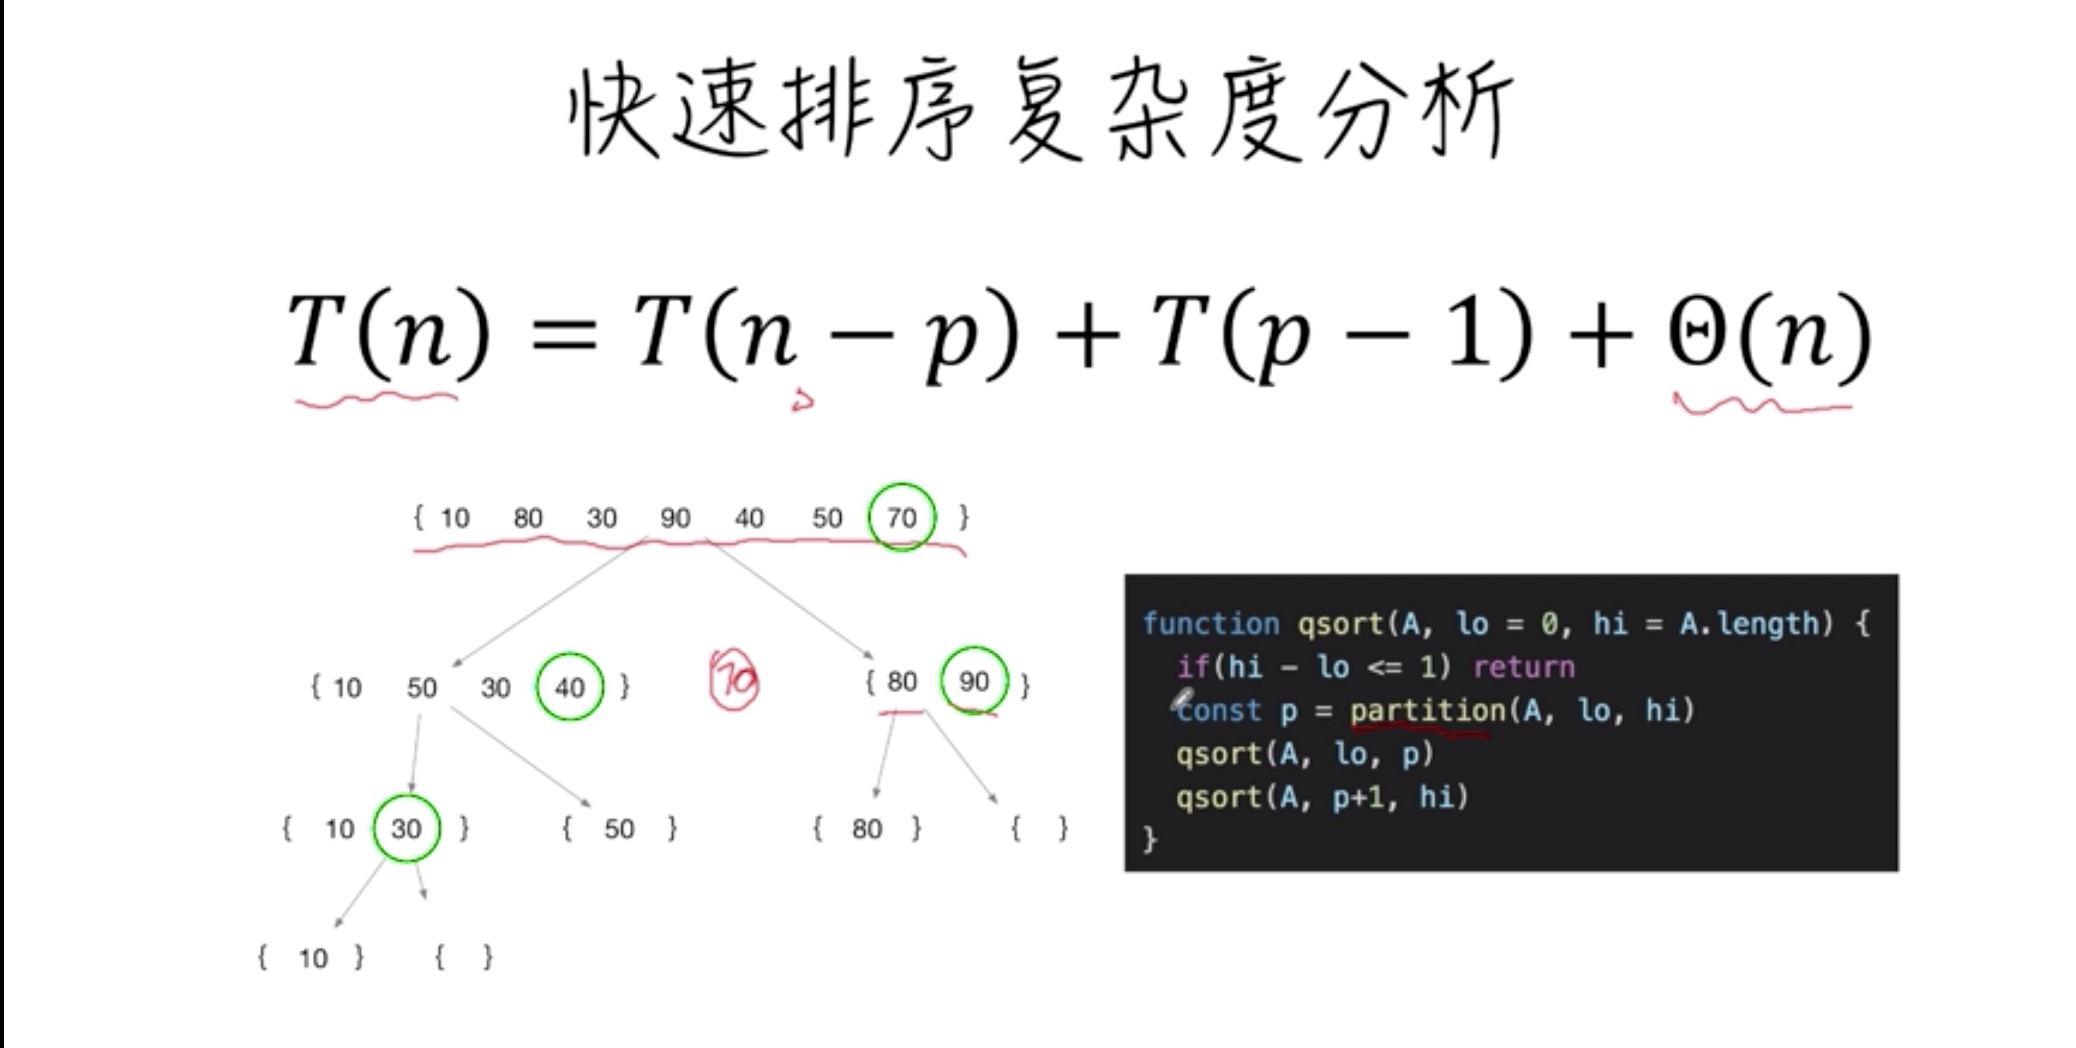 快速排序复杂度分析
T(n) = T(n − p) + T(p − 1) + Θ(n)
{ 10 80 30 90 40 50 70 }
{ 10 50 30 40 } 70 { 80 90 }
{ 10 30 } { 50 } { 80 } { }
{ 10 } { }
function qsort(A, lo = 0, hi = A.length) {
if(hi - lo <= 1) return
const p = partition(A, lo, hi)
qsort(A, lo, p)
qsort(A, p+1, hi)
}